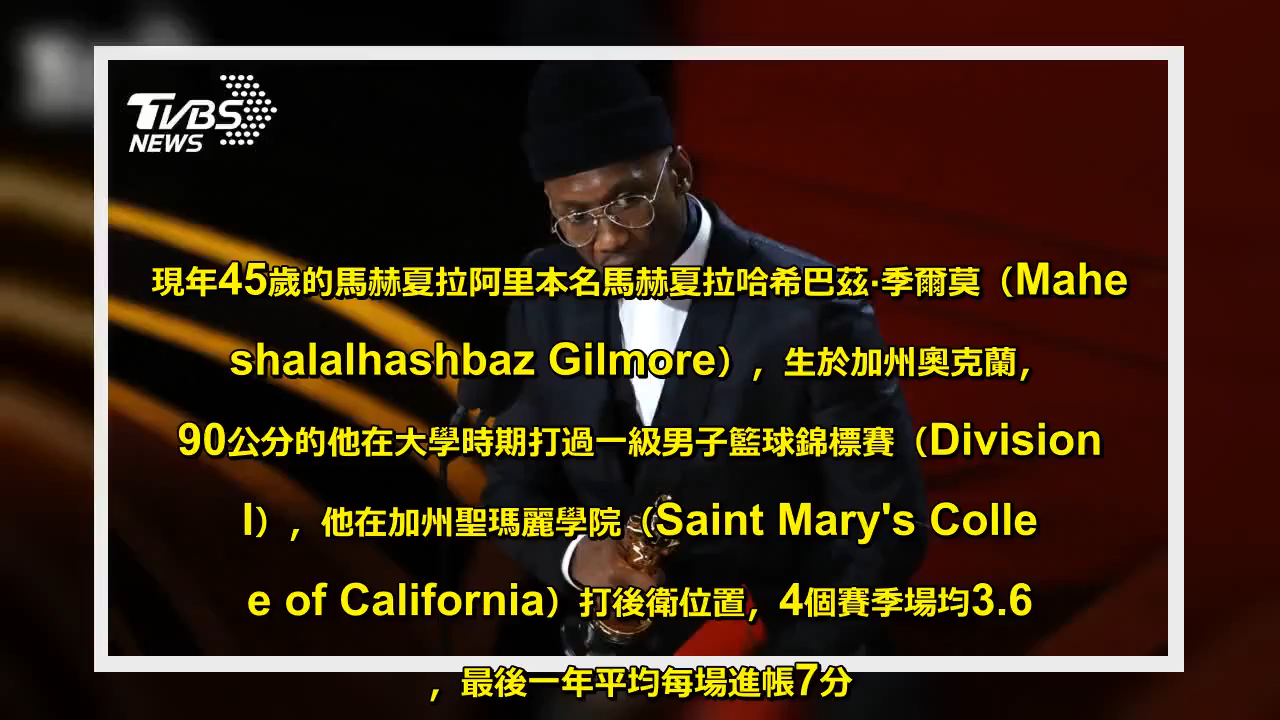 TVBS
NEWS
現年45歲的馬赫夏拉阿里本名馬赫夏拉哈希巴茲·季爾莫（Mahe
shalalhashbaz Gilmore），生於加州奧克蘭，
90公分的他在大學時期打過一級男子籃球錦標賽（Division
I），他在加州聖瑪麗學院（Saint Mary's Colle
e of California）打後衛位置，4個賽季場均3.6
，最後一年平均每場進帳7分